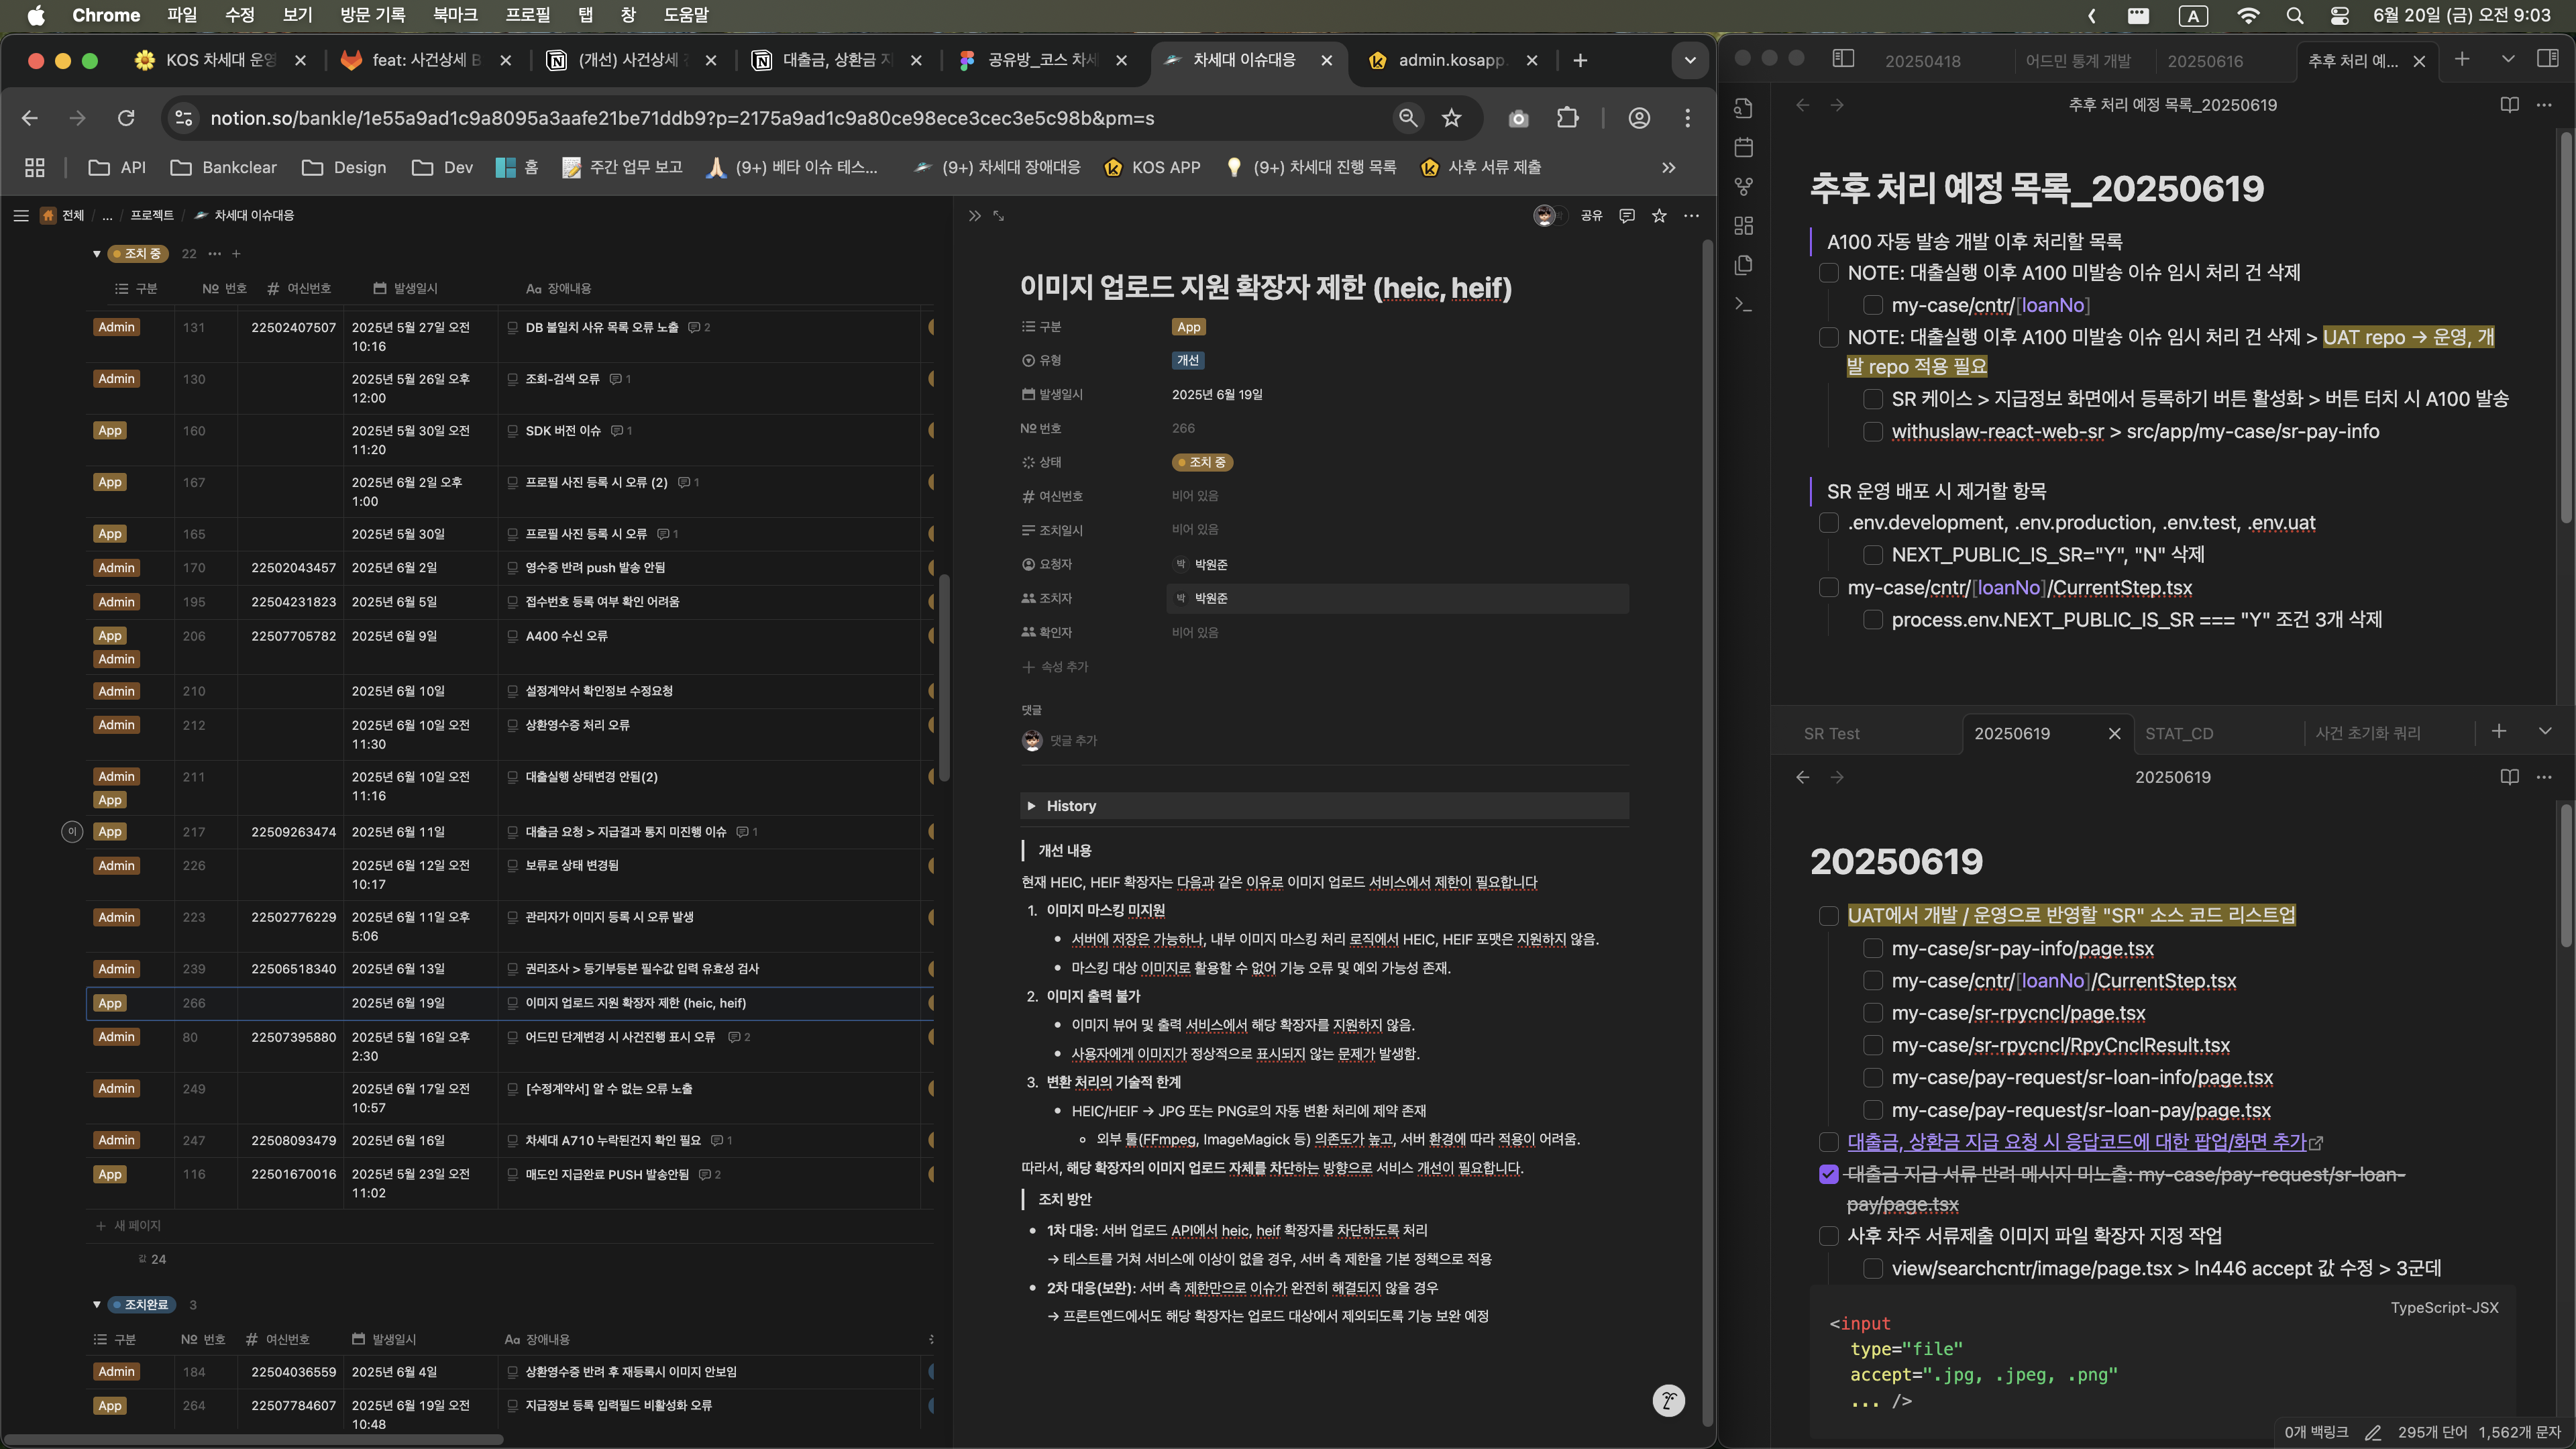 Chrome 파일 수정 보기 방문 기록 북마크 프로필 탭 창 도움말
A 6월 20일 (금) 오전 9:03
KOS 차세대 운영
feat: 사건상세 B
(개선) 사건상세
대출금, 상환금 지
공유방_코스 차세
차세대 이슈대응
admin.kosapp.
notion.so/bankle/1e55a9ad1c9a8095a3aafe21be71ddb9?p=2175a9ad1c9a80ce98ece3cec3e5c98b&pm=s
API Bankclear Design Dev 홈 주간 업무 보고 (9+) 베타 이슈 테스... (9+) 차세대 장애대응 KOS APP (9+) 차세대 진행 목록 사후 서류 제출
전체 / ... / 프로젝트 / 차세대 이슈대응
조치 중 22
구분 번호 여신번호 발생일시 장애내용
Admin 131 22502407507 2025년 5월 27일 오전 10:16 DB 불일치 사유 목록 오류 노출 2
Admin 130 2025년 5월 26일 오후 12:00 조회-검색 오류 1
App 160 2025년 5월 30일 오전 11:20 SDK 버전 이슈 1
App 167 2025년 6월 2일 오후 1:00 프로필 사진 등록 시 오류 (2) 1
App 165 2025년 5월 30일 프로필 사진 등록 시 오류 1
Admin 170 22502043457 2025년 6월 2일 영수증 반려 push 발송 안됨
Admin 195 22504231823 2025년 6월 5일 접수번호 등록 여부 확인 어려움
App Admin 206 22507705782 2025년 6월 9일 A400 수신 오류
Admin 210 2025년 6월 10일 설정계약서 확인정보 수정요청
Admin 212 2025년 6월 10일 오전 11:30 상환영수증 처리 오류
Admin App 211 2025년 6월 10일 오전 11:16 대출실행 상태변경 안됨(2)
이 App 217 22509263474 2025년 6월 11일 대출금 요청 > 지급결과 통지 미진행 이슈 1
Admin 226 2025년 6월 12일 오전 10:17 보류로 상태 변경됨
Admin 223 22502776229 2025년 6월 11일 오후 5:06 관리자가 이미지 등록 시 오류 발생
Admin 239 22506518340 2025년 6월 13일 권리조사 > 등기부등본 필수값 입력 유효성 검사
App 266 2025년 6월 19일 이미지 업로드 지원 확장자 제한 (heic, heif)
Admin 80 22507395880 2025년 5월 16일 오후 2:30 어드민 단계변경 시 사건진행 표시 오류 2
Admin 249 2025년 6월 17일 오전 10:57 [수정계약서] 알 수 없는 오류 노출
Admin 247 22508093479 2025년 6월 16일 차세대 A710 누락된건지 확인 필요 1
App 116 22501670016 2025년 5월 23일 오전 11:02 매도인 지급완료 PUSH 발송안됨 2
+ 새 페이지
값 24
조치완료 3
구분 번호 여신번호 발생일시 장애내용
Admin 184 22504036559 2025년 6월 4일 상환영수증 반려 후 재등록시 이미지 안보임
App 264 22507784607 2025년 6월 19일 오전 10:48 지급정보 등록 입력필드 비활성화 오류
공유
이미지 업로드 지원 확장자 제한 (heic, heif)
구분 App
유형 개선
발생일시 2025년 6월 19일
번호 266
상태 조치 중
여신번호 비어 있음
조치일시 비어 있음
요청자 박 박원준
조치자 박 박원준
확인자 비어 있음
+ 속성 추가
댓글
댓글 추가
History
개선 내용
현재 HEIC, HEIF 확장자는 다음과 같은 이유로 이미지 업로드 서비스에서 제한이 필요합니다
1. 이미지 마스킹 미지원
• 서버에 저장은 가능하나, 내부 이미지 마스킹 처리 로직에서 HEIC, HEIF 포맷은 지원하지 않음.
• 마스킹 대상 이미지로 활용할 수 없어 기능 오류 및 예외 가능성 존재.
2. 이미지 출력 불가
• 이미지 뷰어 및 출력 서비스에서 해당 확장자를 지원하지 않음.
• 사용자에게 이미지가 정상적으로 표시되지 않는 문제가 발생함.
3. 변환 처리의 기술적 한계
• HEIC/HEIF → JPG 또는 PNG로의 자동 변환 처리에 제약 존재
◦ 외부 툴(FFmpeg, ImageMagick 등) 의존도가 높고, 서버 환경에 따라 적용이 어려움.
따라서, 해당 확장자의 이미지 업로드 자체를 차단하는 방향으로 서비스 개선이 필요합니다.
조치 방안
• 1차 대응: 서버 업로드 API에서 heic, heif 확장자를 차단하도록 처리
→ 테스트를 거쳐 서비스에 이상이 없을 경우, 서버 측 제한을 기본 정책으로 적용
• 2차 대응(보완): 서버 측 제한만으로 이슈가 완전히 해결되지 않을 경우
→ 프론트엔드에서도 해당 확장자는 업로드 대상에서 제외되도록 기능 보완 예정
20250418 어드민 통계 개발 20250616 추후 처리 예...
추후 처리 예정 목록_20250619
추후 처리 예정 목록_20250619
A100 자동 발송 개발 이후 처리할 목록
NOTE: 대출실행 이후 A100 미발송 이슈 임시 처리 건 삭제
my-case/cntr/[loanNo]
NOTE: 대출실행 이후 A100 미발송 이슈 임시 처리 건 삭제 > UAT repo → 운영, 개
발 repo 적용 필요
SR 케이스 > 지급정보 화면에서 등록하기 버튼 활성화 > 버튼 터치 시 A100 발송
withuslaw-react-web-sr > src/app/my-case/sr-pay-info
SR 운영 배포 시 제거할 항목
.env.development, .env.production, .env.test, .env.uat
NEXT_PUBLIC_IS_SR="Y", "N" 삭제
my-case/cntr/[loanNo]/CurrentStep.tsx
process.env.NEXT_PUBLIC_IS_SR === "Y" 조건 3개 삭제
SR Test 20250619 STAT_CD 사건 초기화 쿼리
20250619
20250619
UAT에서 개발 / 운영으로 반영할 "SR" 소스 코드 리스트업
my-case/sr-pay-info/page.tsx
my-case/cntr/[loanNo]/CurrentStep.tsx
my-case/sr-rpycncl/page.tsx
my-case/sr-rpycncl/RpyCnclResult.tsx
my-case/pay-request/sr-loan-info/page.tsx
my-case/pay-request/sr-loan-pay/page.tsx
대출금, 상환금 지급 요청 시 응답코드에 대한 팝업/화면 추가
대출금 지급 서류 반려 메시지 미노출: my-case/pay-request/sr-loan-
pay/page.tsx
사후 차주 서류제출 이미지 파일 확장자 지정 작업
view/searchcntr/image/page.tsx > ln446 accept 값 수정 > 3군데
TypeScript-JSX
<input
type="file"
accept=".jpg, .jpeg, .png"
... />
0개 백링크 295개 단어 1,562개 문자